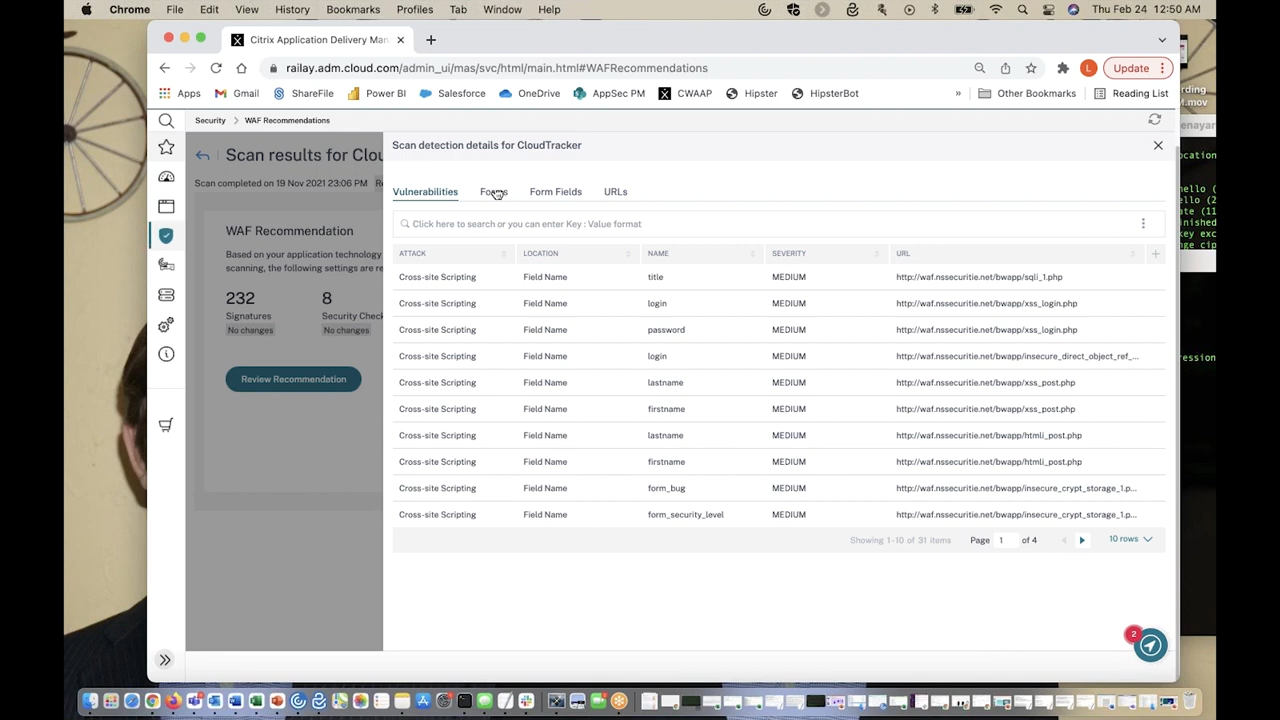 Chrome File Edit View History Bookmarks Profiles Tab Window Help Thu Feb 24 12:50 AM
Citrix Application Delivery Man
railay.adm.cloud.com/admin_ui/mas/svc/html/main.html#WAFRecommendations L Update
Apps Gmail ShareFile Power BI Salesforce OneDrive AppSec PM CWAAP Hipster HipsterBot » Other Bookmarks Reading List
Security > WAF Recommendations
Scan results for Clou
Scan completed on 19 Nov 2021 23:06 PM
WAF Recommendation
Based on your application technology
scanning, the following settings are re
232 8
Signatures Security Check
No changes No changes
Review Recommendation
Scan detection details for CloudTracker
Vulnerabilities Forms Form Fields URLs
Click here to search or you can enter Key : Value format
ATTACK LOCATION NAME SEVERITY URL
Cross-site Scripting Field Name title MEDIUM http://waf.nssecuritie.net/bwapp/sqli_1.php
Cross-site Scripting Field Name login MEDIUM http://waf.nssecuritie.net/bwapp/xss_login.php
Cross-site Scripting Field Name password MEDIUM http://waf.nssecuritie.net/bwapp/xss_login.php
Cross-site Scripting Field Name login MEDIUM http://waf.nssecuritie.net/bwapp/insecure_direct_object_ref_...
Cross-site Scripting Field Name lastname MEDIUM http://waf.nssecuritie.net/bwapp/xss_post.php
Cross-site Scripting Field Name firstname MEDIUM http://waf.nssecuritie.net/bwapp/xss_post.php
Cross-site Scripting Field Name lastname MEDIUM http://waf.nssecuritie.net/bwapp/htmli_post.php
Cross-site Scripting Field Name firstname MEDIUM http://waf.nssecuritie.net/bwapp/htmli_post.php
Cross-site Scripting Field Name form_bug MEDIUM http://waf.nssecuritie.net/bwapp/insecure_crypt_storage_1.p...
Cross-site Scripting Field Name form_security_level MEDIUM http://waf.nssecuritie.net/bwapp/insecure_crypt_storage_1.p...
Showing 1-10 of 31 items Page 1 of 4 10 rows
2